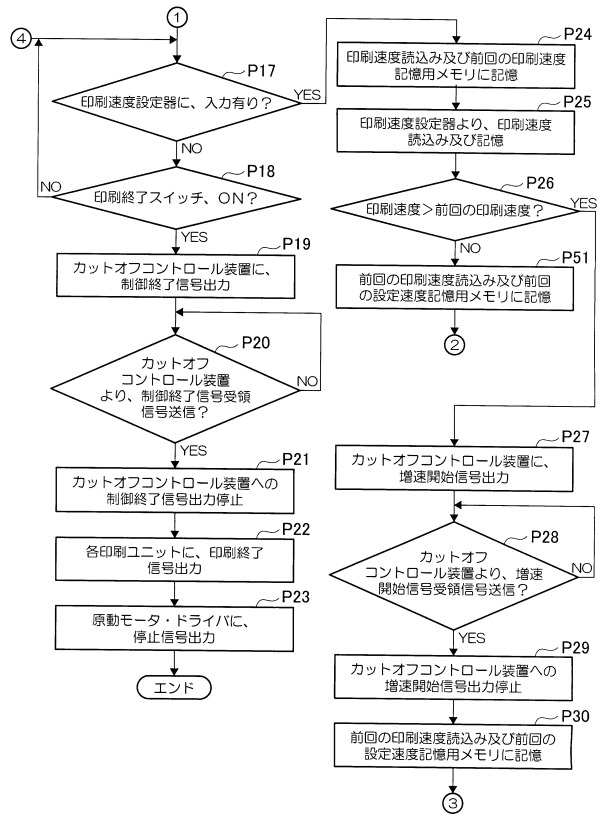 ①
④
P17
印刷速度設定器に、入力有り？
YES
NO
P18
印刷終了スイッチ、ON？
NO
YES
P19
カットオフコントロール装置に、
制御終了信号出力
P20
カットオフ
コントロール装置
より、制御終了信号受領
信号送信？
NO
YES
P21
カットオフコントロール装置への
制御終了信号出力停止
P22
各印刷ユニットに、印刷終了
信号出力
P23
原動モータ・ドライバに、
停止信号出力
エンド
P24
印刷速度読込み及び前回の印刷速度
記憶用メモリに記憶
P25
印刷速度設定器より、印刷速度
読込み及び記憶
P26
印刷速度＞前回の印刷速度？
YES
NO
P51
前回の印刷速度読込み及び前回
の設定速度記憶用メモリに記憶
②
P27
カットオフコントロール装置に、
増速開始信号出力
P28
カットオフ
コントロール装置より、増速
開始信号受領信号送信？
NO
YES
P29
カットオフコントロール装置への
増速開始信号出力停止
P30
前回の印刷速度読込み及び前回の
設定速度記憶用メモリに記憶
③